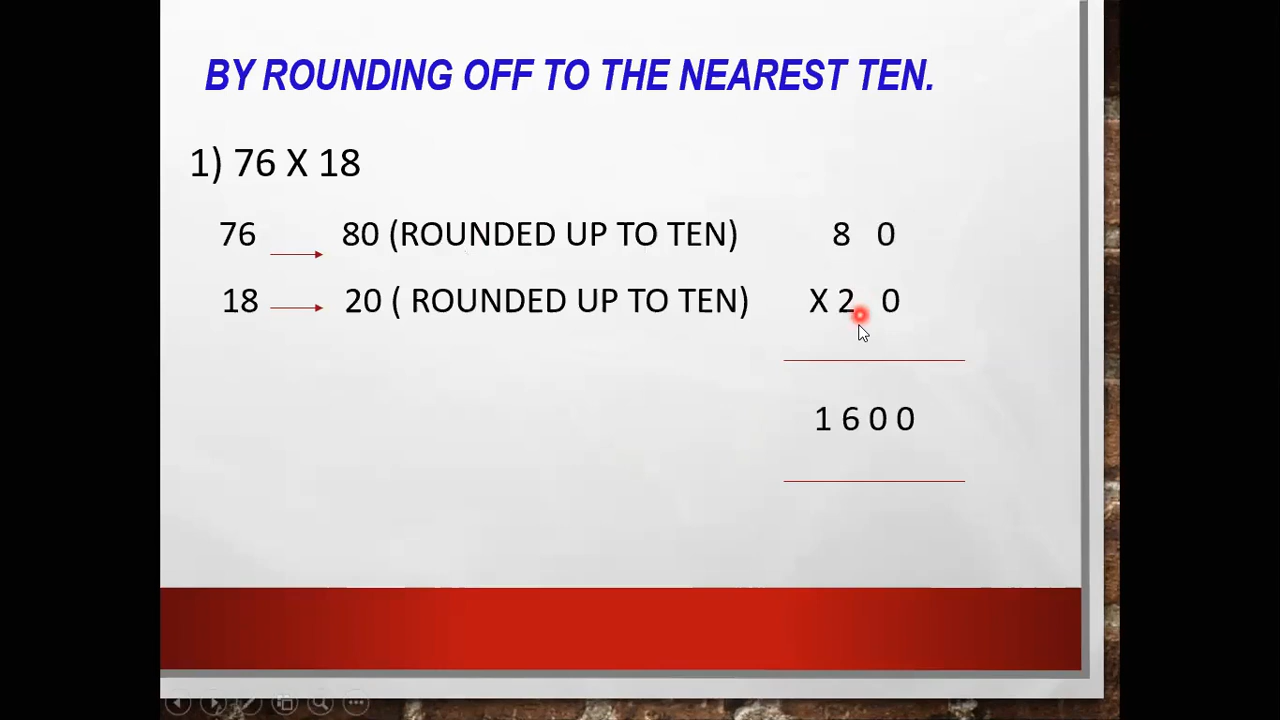 BY ROUNDING OFF TO THE NEAREST TEN.
1) 76 X 18
76 80 (ROUNDED UP TO TEN) 8 0
18 20 ( ROUNDED UP TO TEN) X 2 0
1 6 0 0